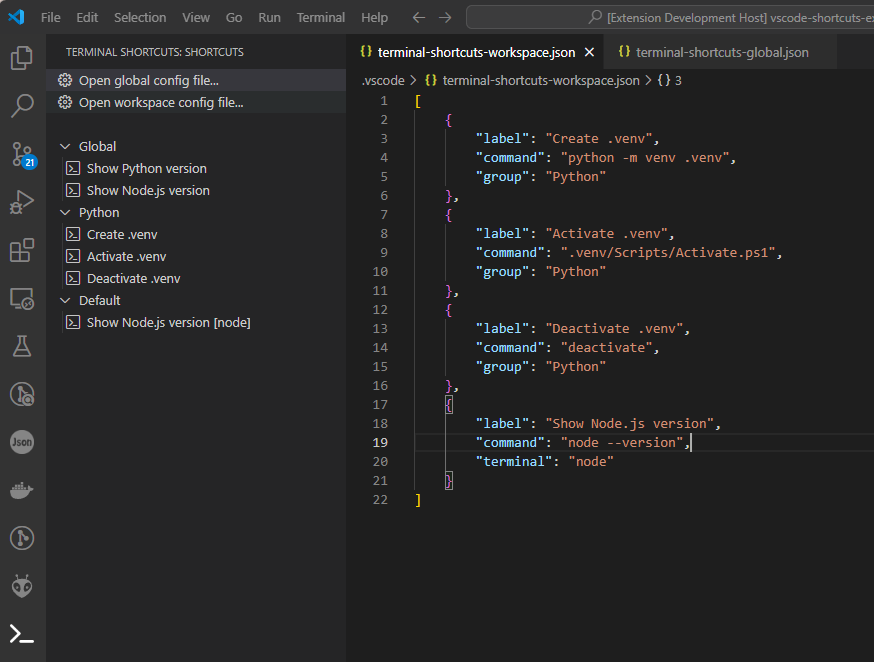 File Edit Selection View Go Run Terminal Help [Extension Development Host] vscode-shortcuts-ex
TERMINAL SHORTCUTS: SHORTCUTS
Open global config file...
Open workspace config file...
Global
Show Python version
Show Node.js version
Python
Create .venv
Activate .venv
Deactivate .venv
Default
Show Node.js version [node]
21
Json
{} terminal-shortcuts-workspace.json × {} terminal-shortcuts-global.json
.vscode > {} terminal-shortcuts-workspace.json > {} 3
1 [
2 {
3 "label": "Create .venv",
4 "command": "python -m venv .venv",
5 "group": "Python"
6 },
7 {
8 "label": "Activate .venv",
9 "command": ".venv/Scripts/Activate.ps1",
10 "group": "Python"
11 },
12 {
13 "label": "Deactivate .venv",
14 "command": "deactivate",
15 "group": "Python"
16 },
17 {
18 "label": "Show Node.js version",
19 "command": "node --version",
20 "terminal": "node"
21 }
22 ]